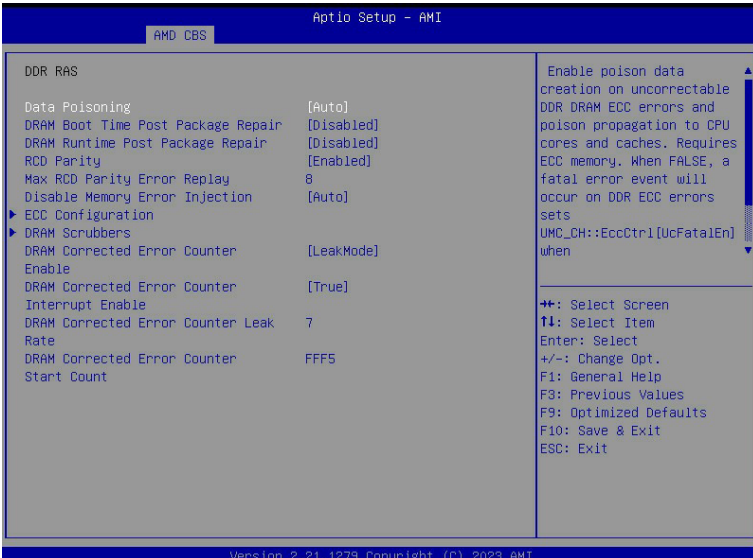 Aptio Setup - AMI
AMD CBS
DDR RAS
Data Poisoning [Auto]
DRAM Boot Time Post Package Repair [Disabled]
DRAM Runtime Post Package Repair [Disabled]
RCD Parity [Enabled]
Max RCD Parity Error Replay 8
Disable Memory Error Injection [Auto]
ECC Configuration
DRAM Scrubbers
DRAM Corrected Error Counter [LeakMode]
Enable
DRAM Corrected Error Counter [True]
Interrupt Enable
DRAM Corrected Error Counter Leak 7
Rate
DRAM Corrected Error Counter FFF5
Start Count
Enable poison data
creation on uncorrectable
DDR DRAM ECC errors and
poison propagation to CPU
cores and caches. Requires
ECC memory. When FALSE, a
fatal error event will
occur on DDR ECC errors
sets
UMC_CH::EccCtrl[UcFatalEn]
when
→←: Select Screen
↑↓: Select Item
Enter: Select
+/-: Change Opt.
F1: General Help
F3: Previous Values
F9: Optimized Defaults
F10: Save & Exit
ESC: Exit
Version 2.21.1279 Copyright (C) 2023 AMI